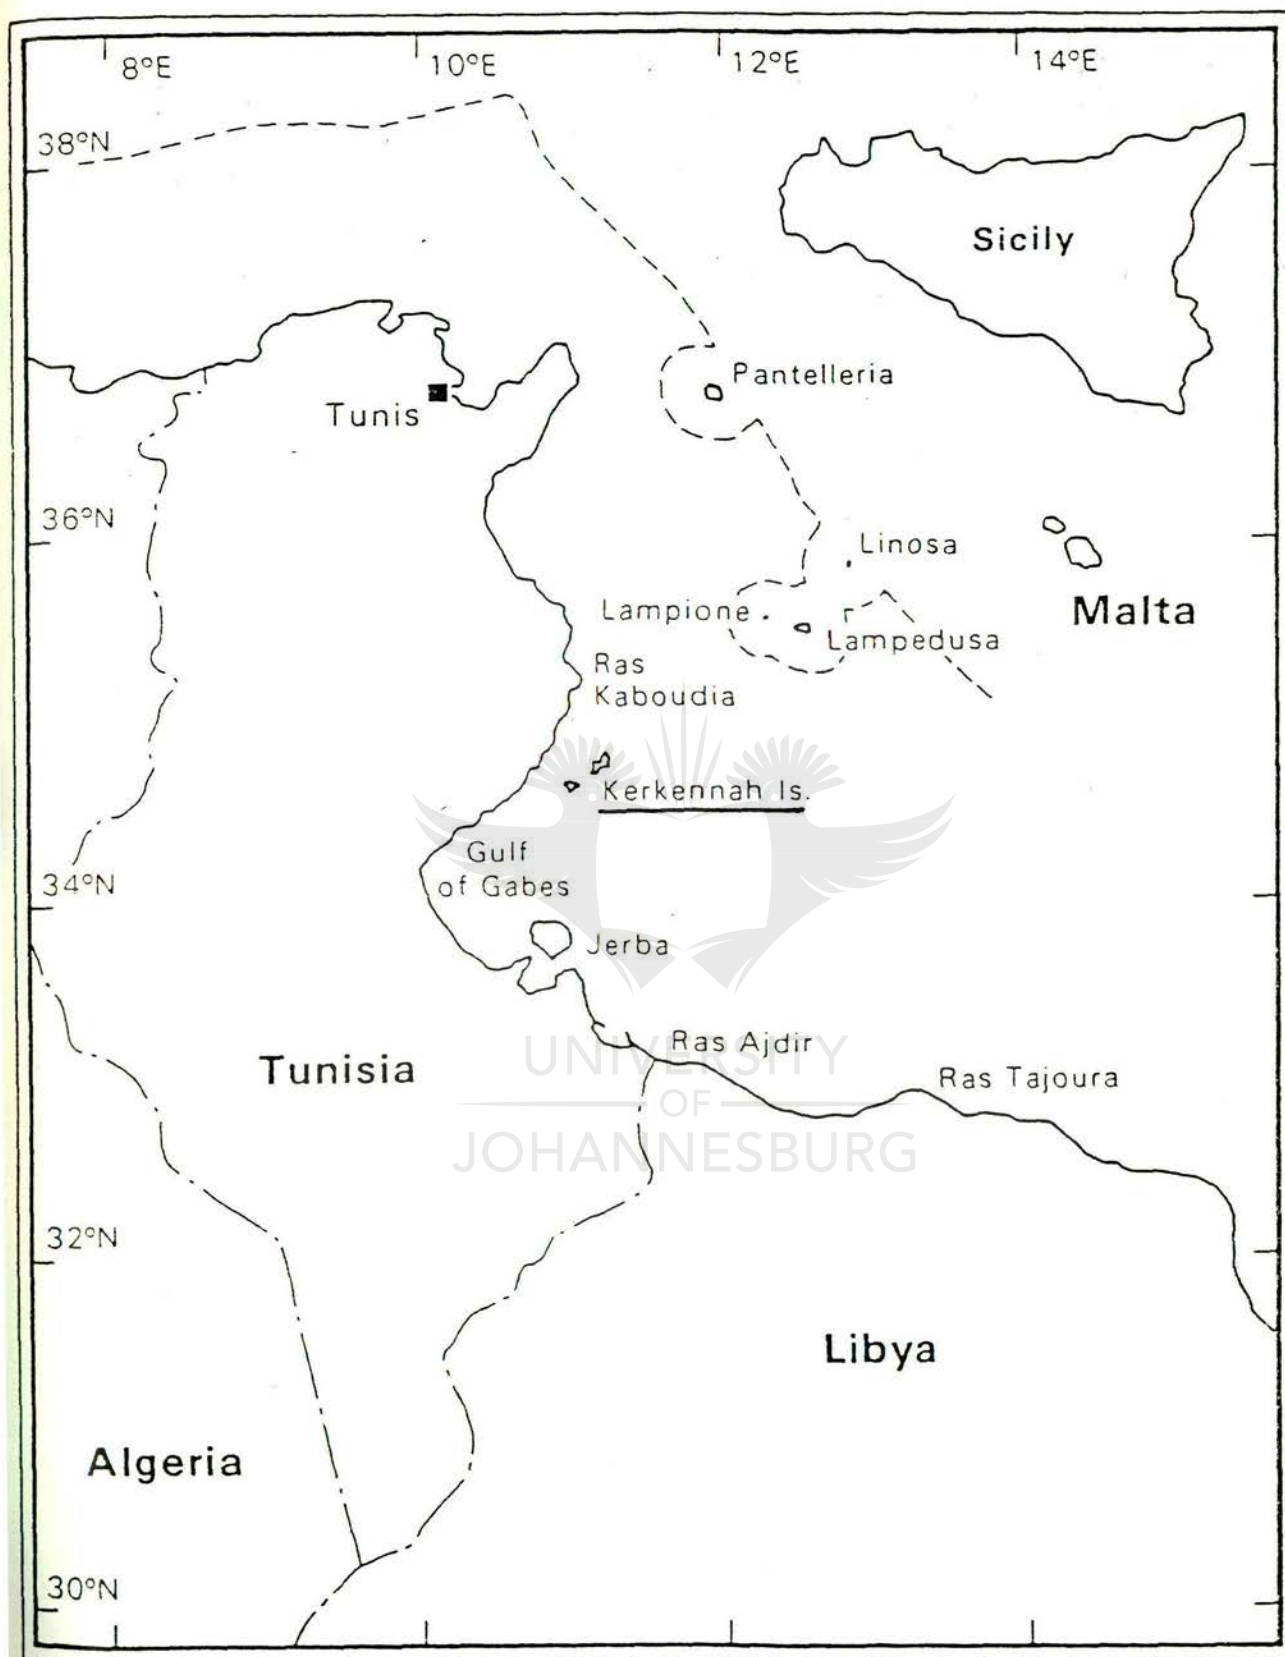 8°E
10°E
12°E
14°E
38°N
Sicily
Pantelleria
Tunis
36°N
Linosa
Lampione
Malta
Lampedusa
Ras
Kaboudia
Kerkennah Is.
Gulf
of Gabes
34°N
Jerba
Ras Ajdir
UNIVERSITY
Tunisia
Ras Tajoura
OF
JOHANNESBURG
32°N
Libya
Algeria
30°N